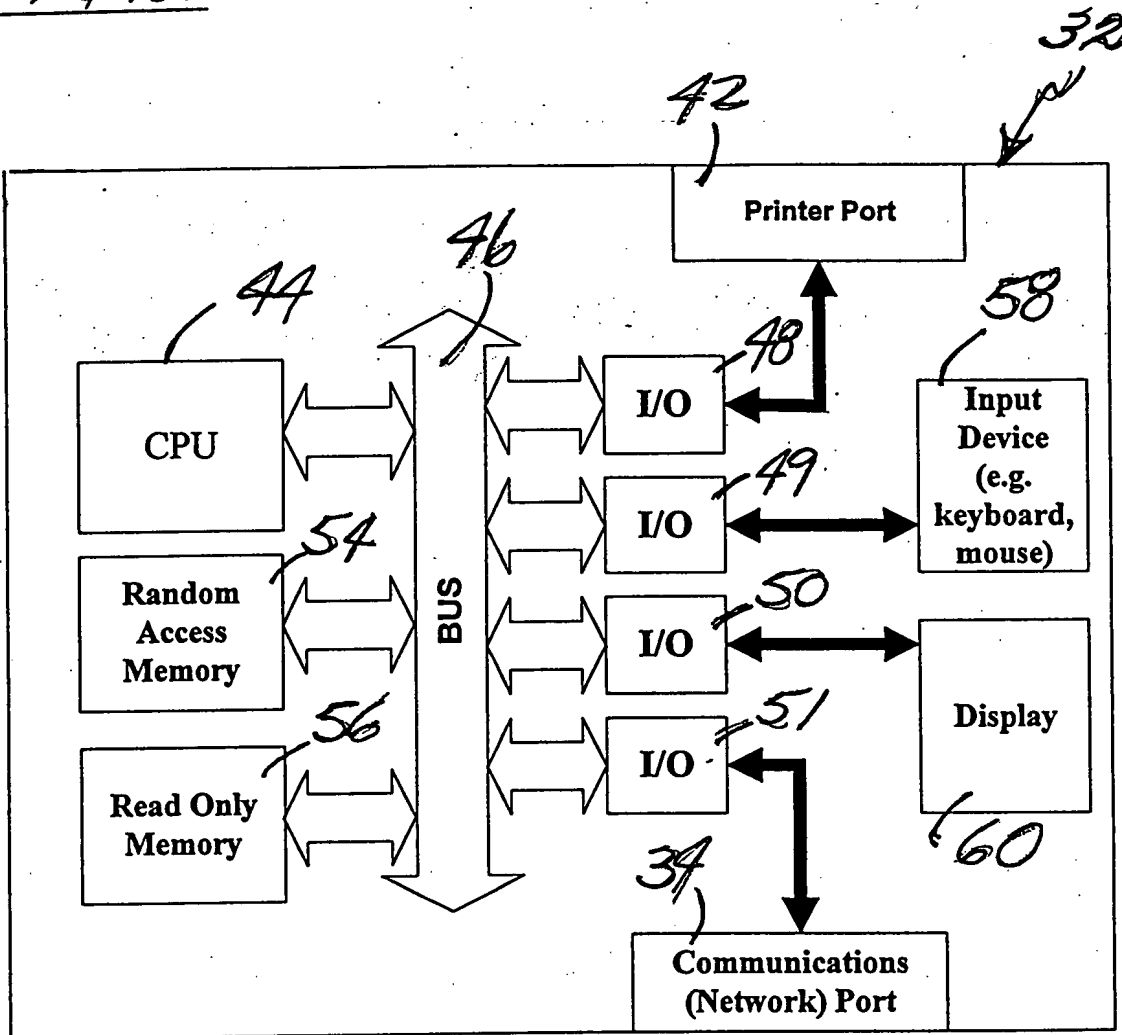 32
42
Printer Port
46
44
58
48
CPU
I/O
Input
Device
(e.g.
keyboard,
mouse)
49
I/O
54
Random
Access
Memory
BUS
50
I/O
56
51
I/O
Display
Read Only
Memory
60
34
Communications
(Network) Port